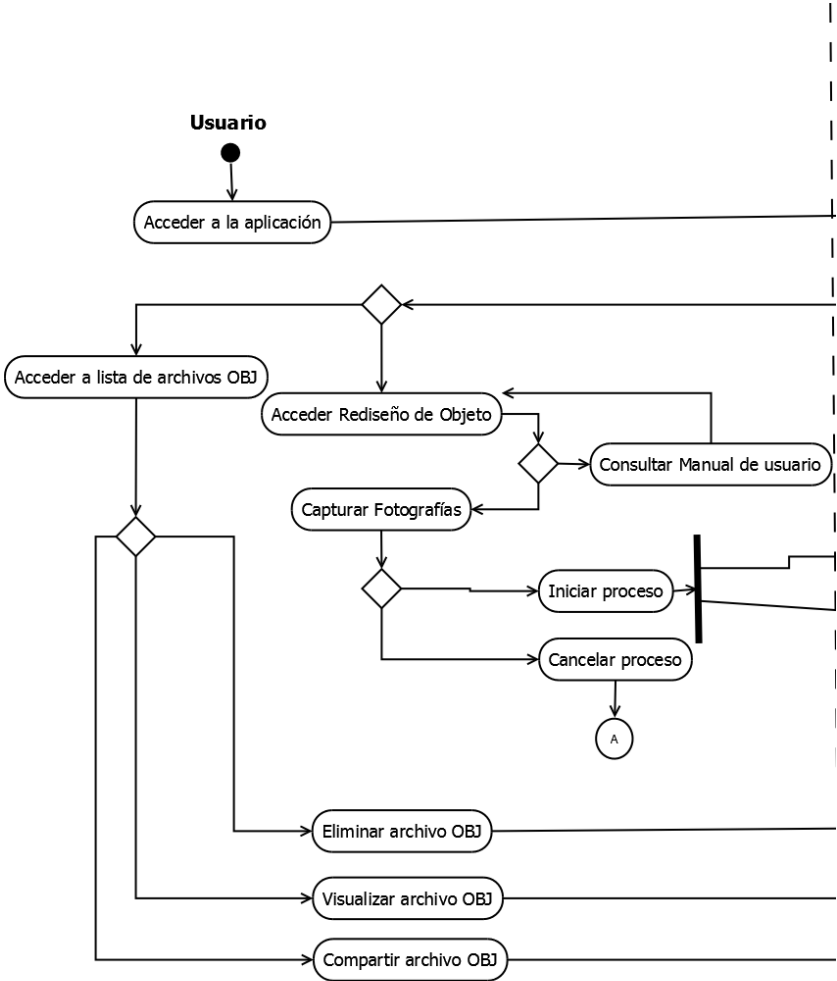 Usuario
Acceder a la aplicación
Acceder a lista de archivos OBJ
Acceder Rediseño de Objeto
Consultar Manual de usuario
Capturar Fotografías
Iniciar proceso
Cancelar proceso
A
Eliminar archivo OBJ
Visualizar archivo OBJ
Compartir archivo OBJ